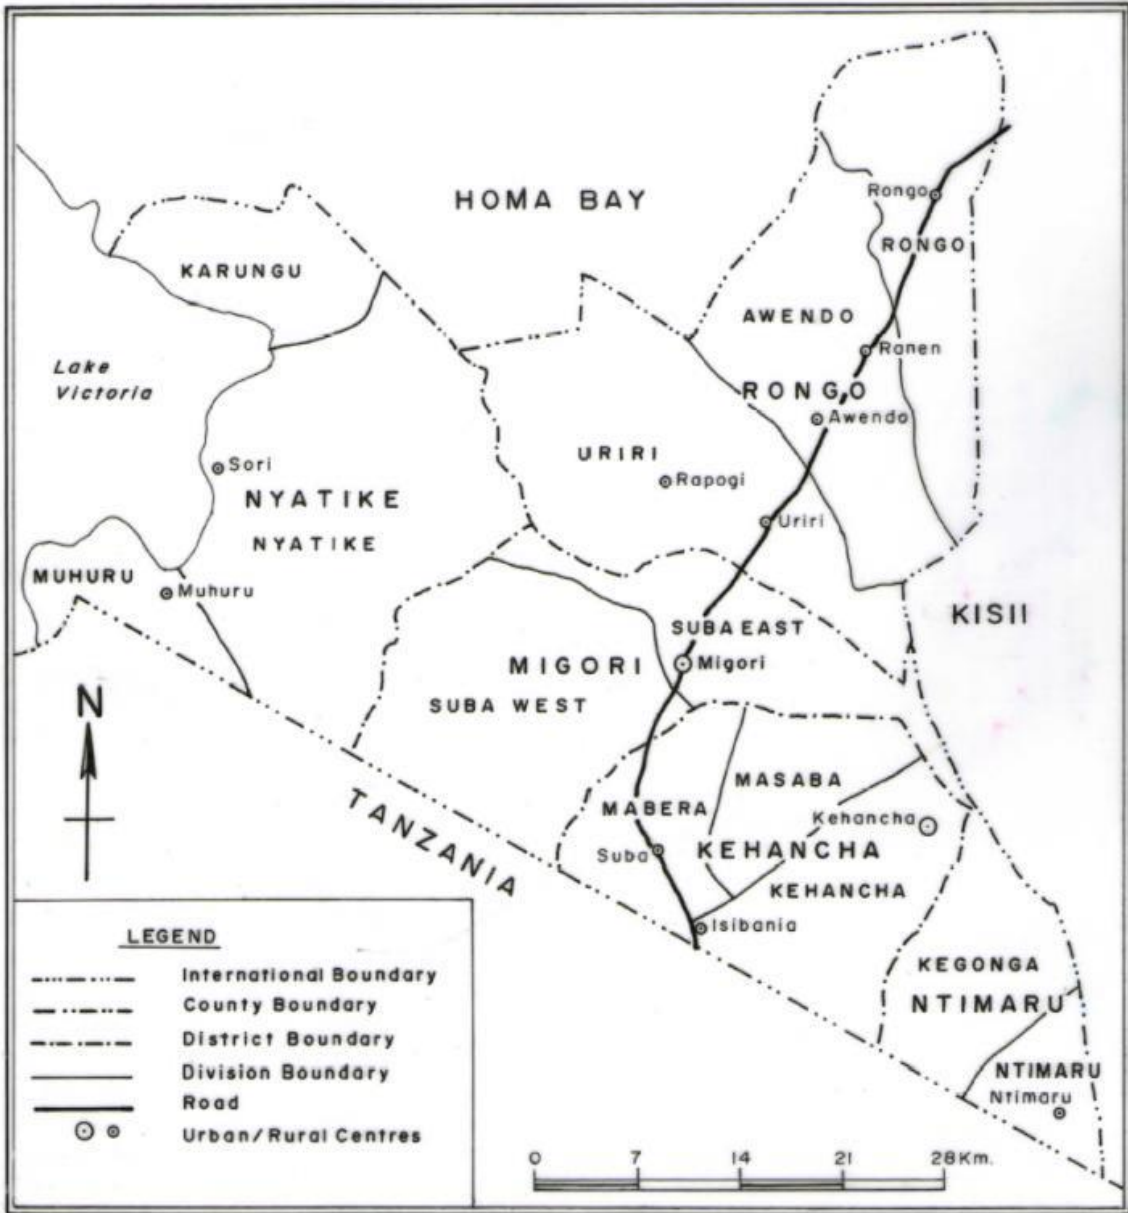 HOMA BAY
Rongo
RONGO
KARUNGU
AWENDO
Ranen
Lake
Victoria
RONGO
Awendo
URIRI
Sori
Rapogi
NYATIKE
Uriri
NYATIKE
MUHURU
Muhuru
KISII
SUBA EAST
MIGORI
Migori
N
SUBA WEST
MASABA
MABERA
Kehancha
TANZANIA
Suba
KEHANCHA
KEHANCHA
Isibania
KEGONGA
NTIMARU
NTIMARU
Ntimaru
LEGEND
International Boundary
County Boundary
District Boundary
Division Boundary
Road
Urban/Rural Centres
0 7 14 21 28Km.